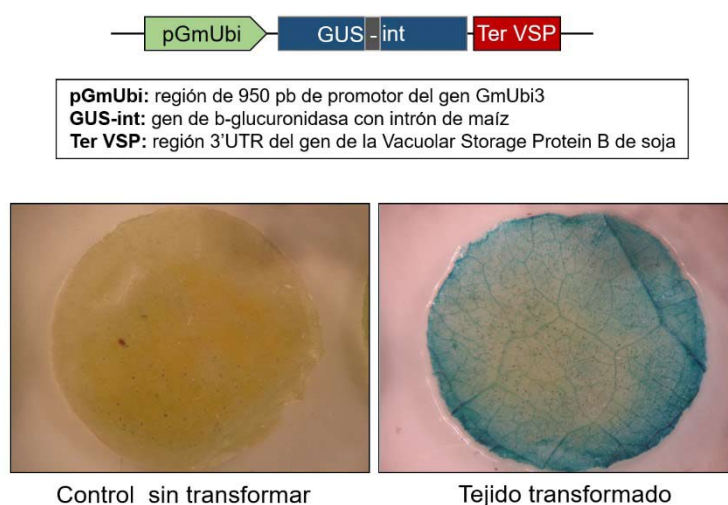 pGmUbi GUS - int Ter VSP
pGmUbi: región de 950 pb de promotor del gen GmUbi3
GUS-int: gen de b-glucuronidasa con intrón de maíz
Ter VSP: región 3'UTR del gen de la Vacuolar Storage Protein B de soja
Control sin transformar Tejido transformado